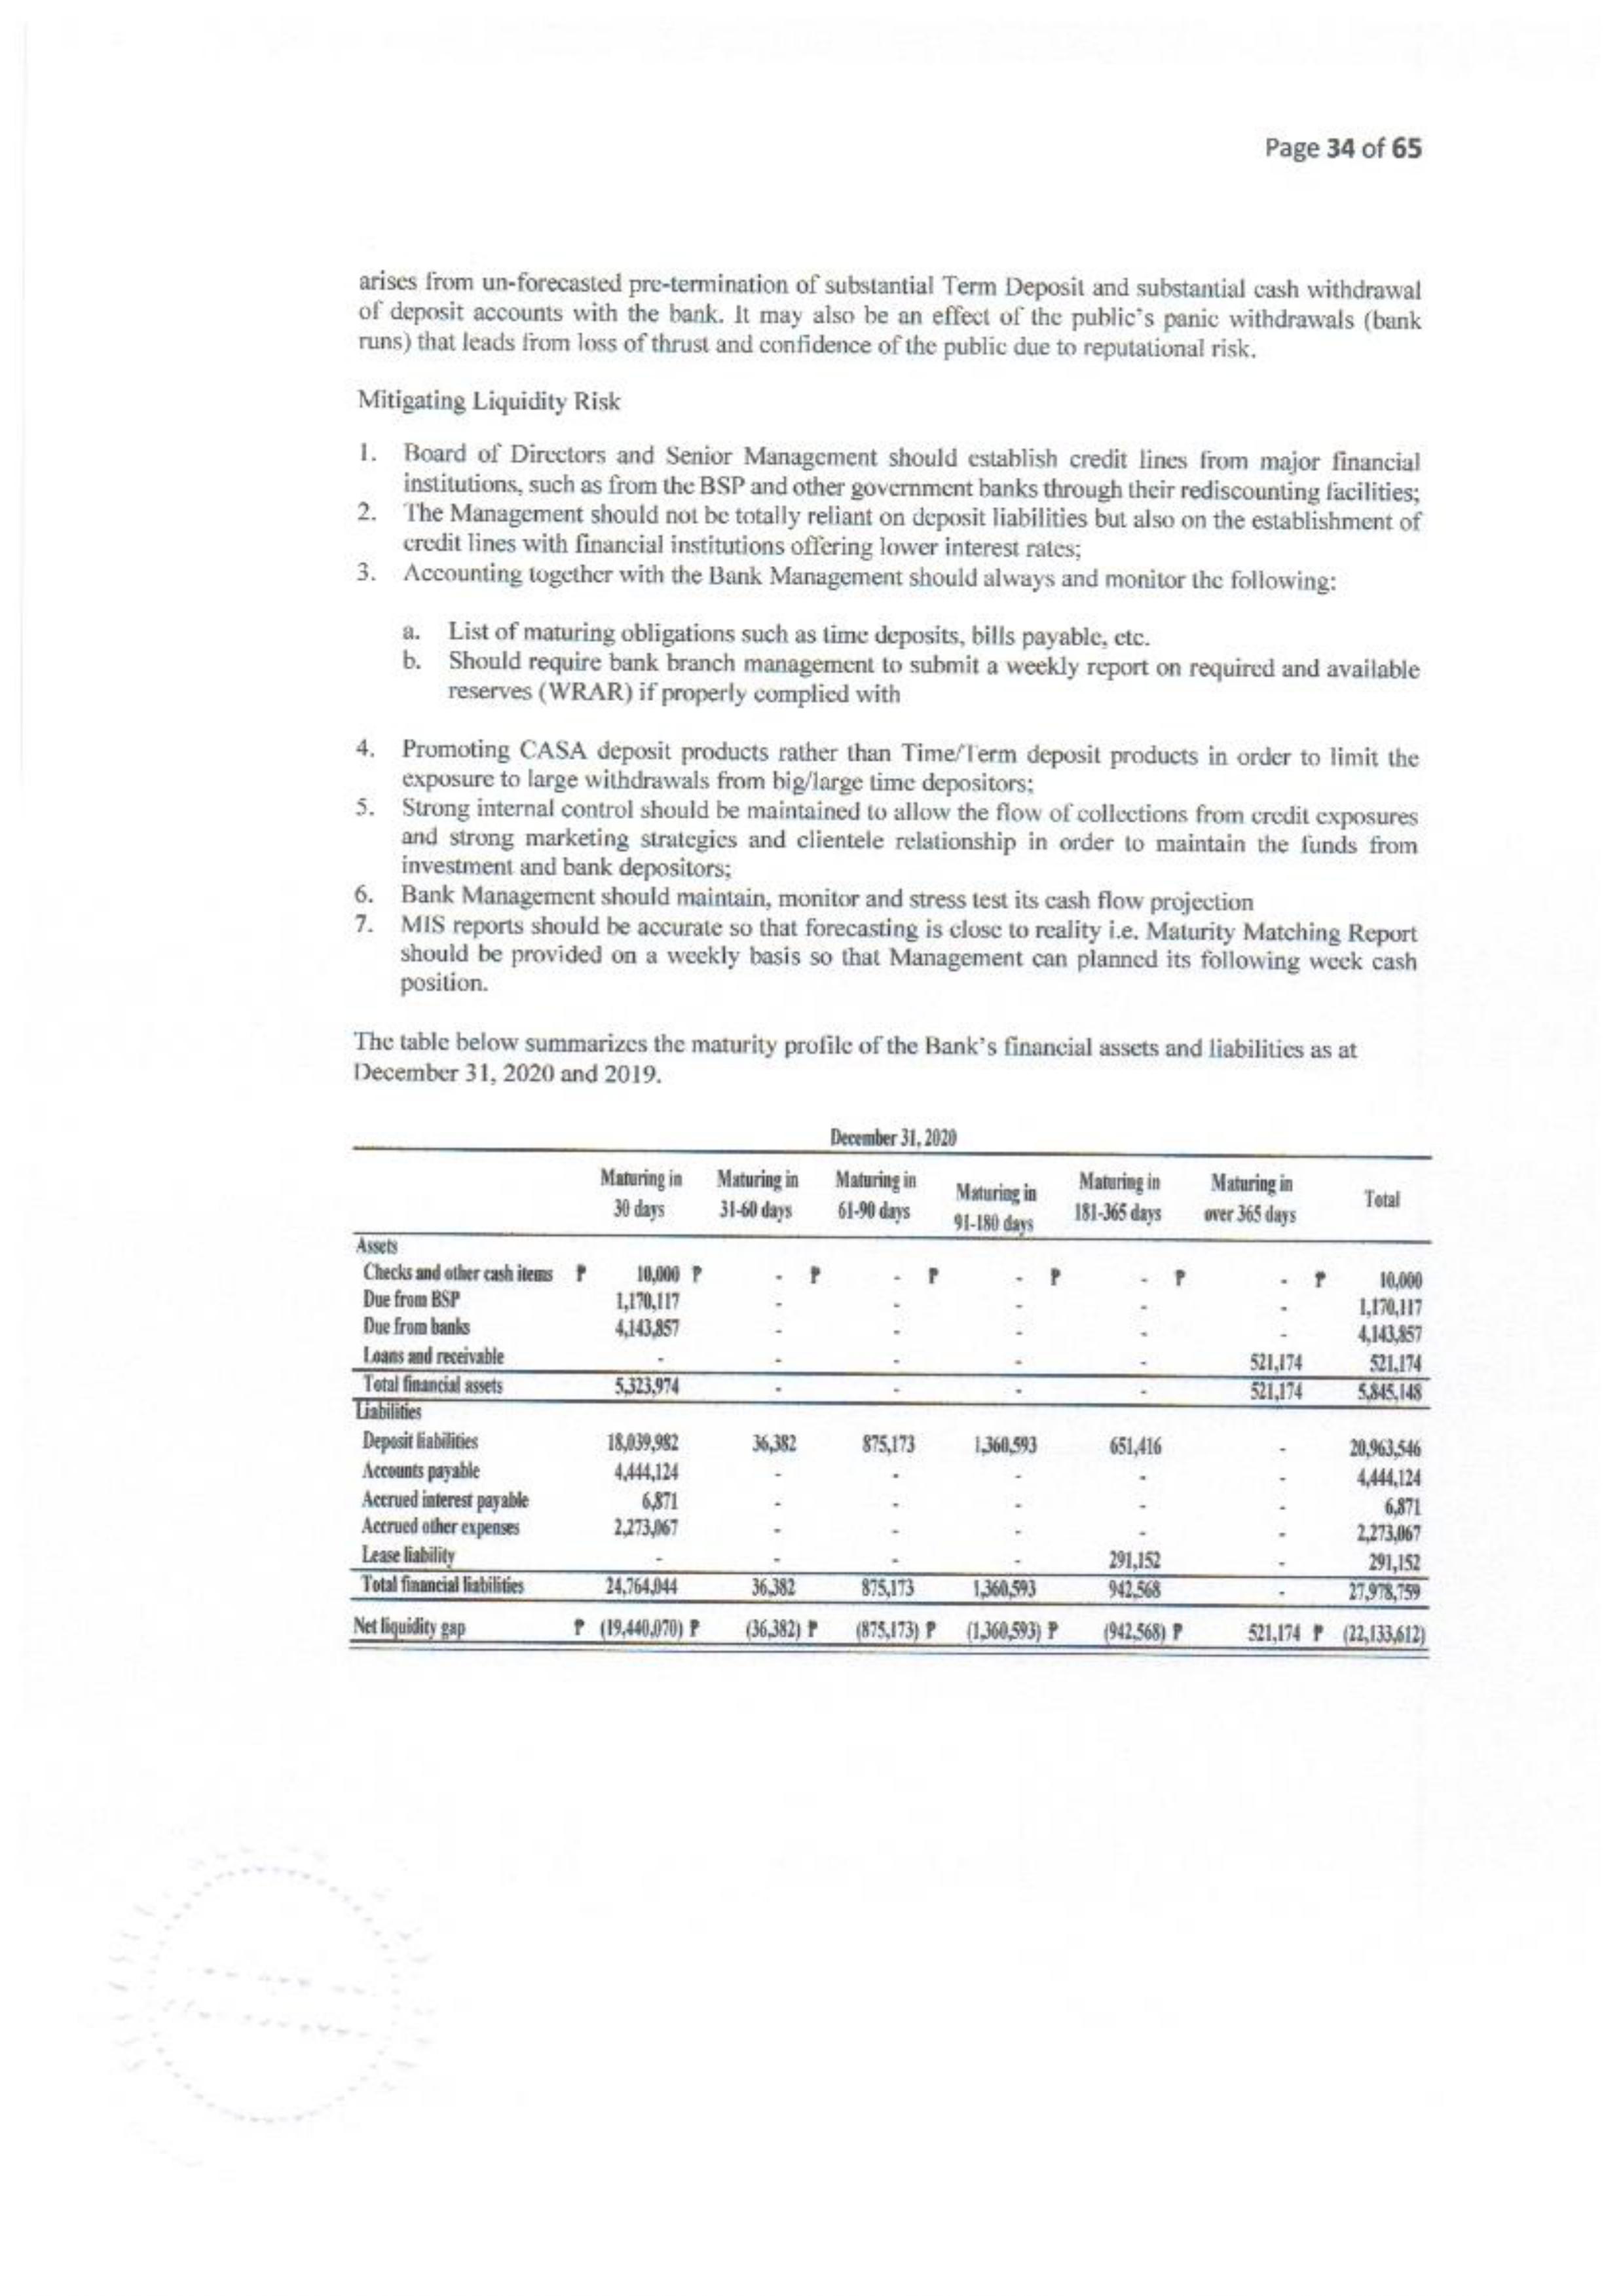 Page 34 of 65
arises from un-forecasted pre-termination of substantial Term Deposit and substantial cash withdrawal
of deposit accounts with the bank. It may also be an effect of the public's panic withdrawals (bank
runs) that leads from loss of thrust and confidence of the public due to reputational risk.
Mitigating Liquidity Risk
1. Board of Directors and Senior Management should establish credit lines from major financial
institutions, such as from the BSP and other government banks through their rediscounting facilities;
2. The Management should not be totally reliant on deposit liabilities but also on the establishment of
credit lines with financial institutions offering lower interest rates;
3. Accounting together with the Bank Management should always and monitor the following:
a. List of maturing obligations such as time deposits, bills payable, etc.
b. Should require bank branch management to submit a weekly report on required and available
reserves (WRAR) if properly complied with
4. Promoting CASA deposit products rather than Time/Term deposit products in order to limit the
exposure to large withdrawals from big/large time depositors;
5. Strong internal control should be maintained to allow the flow of collections from credit exposures
and strong marketing strategies and clientele relationship in order to maintain the funds from
investment and bank depositors;
6. Bank Management should maintain, monitor and stress test its cash flow projection
7. MIS reports should be accurate so that forecasting is close to reality i.e. Maturity Matching Report
should be provided on a weekly basis so that Management can planned its following week cash
position.
The table below summarizes the maturity profile of the Bank's financial assets and liabilities as at
December 31, 2020 and 2019.
December 31, 2020
Maturing in Maturing in Maturing in Maturing in Maturing in Maturing in Total
30 days 31-60 days 61-90 days 91-180 days 181-365 days over 365 days
Assets
Checks and other cash items ₱ 10,000 ₱ - ₱ - ₱ - ₱ - ₱ - ₱ 10,000
Due from BSP 1,170,117 - - - - - 1,170,117
Due from banks 4,143,857 - - - - - 4,143,857
Loans and receivable - - - - - 521,174 521,174
Total financial assets 5,323,974 - - - - 521,174 5,845,148
Liabilities
Deposit liabilities 18,039,982 36,382 875,173 1,360,593 651,416 - 20,963,546
Accounts payable 4,444,124 - - - - - 4,444,124
Accrued interest payable 6,871 - - - - - 6,871
Accrued other expenses 2,273,067 - - - - - 2,273,067
Lease liability - - - - 291,152 - 291,152
Total financial liabilities 24,764,044 36,382 875,173 1,360,593 942,568 - 27,978,759
Net liquidity gap ₱ (19,440,070) ₱ (36,382) ₱ (875,173) ₱ (1,360,593) ₱ (942,568) ₱ 521,174 ₱ (22,133,612)